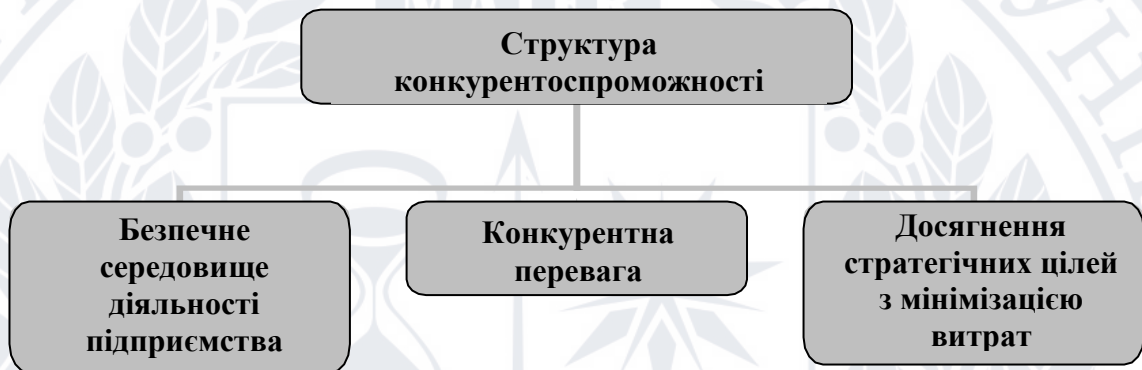 Структура
конкурентоспроможності
Безпечне
середовище
діяльності
підприємства
Конкурентна
перевага
Досягнення
стратегічних цілей
з мінімізацією
витрат